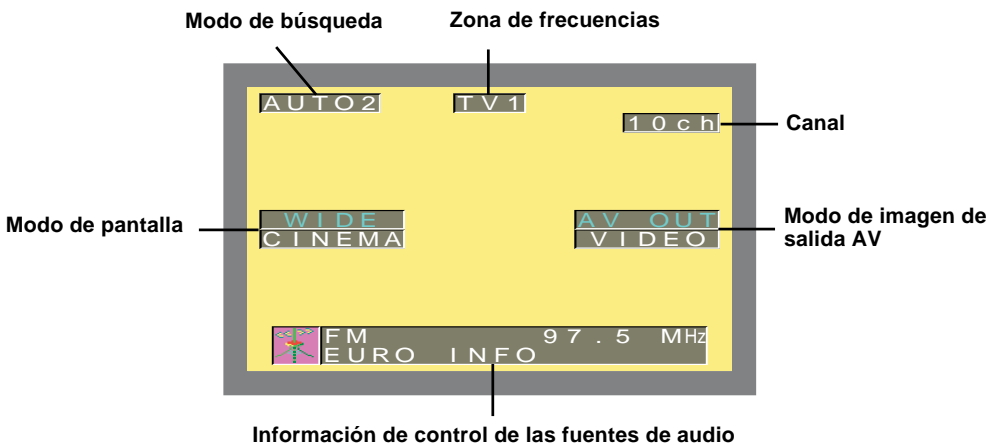 Modo de búsqueda
Zona de frecuencias
AUTO2
TV1
10ch
Canal
Modo de pantalla
WIDE
CINEMA
AV OUT
VIDEO
Modo de imagen de
salida AV
FM 97.5 MHz
EURO INFO
Información de control de las fuentes de audio